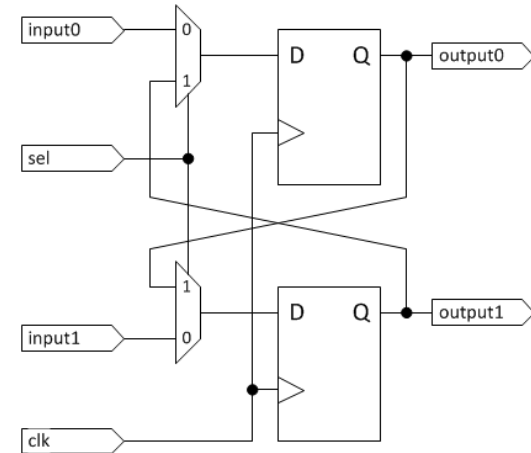 input0
0
D Q
output0
1
sel
1
D Q
output1
input1
0
clk